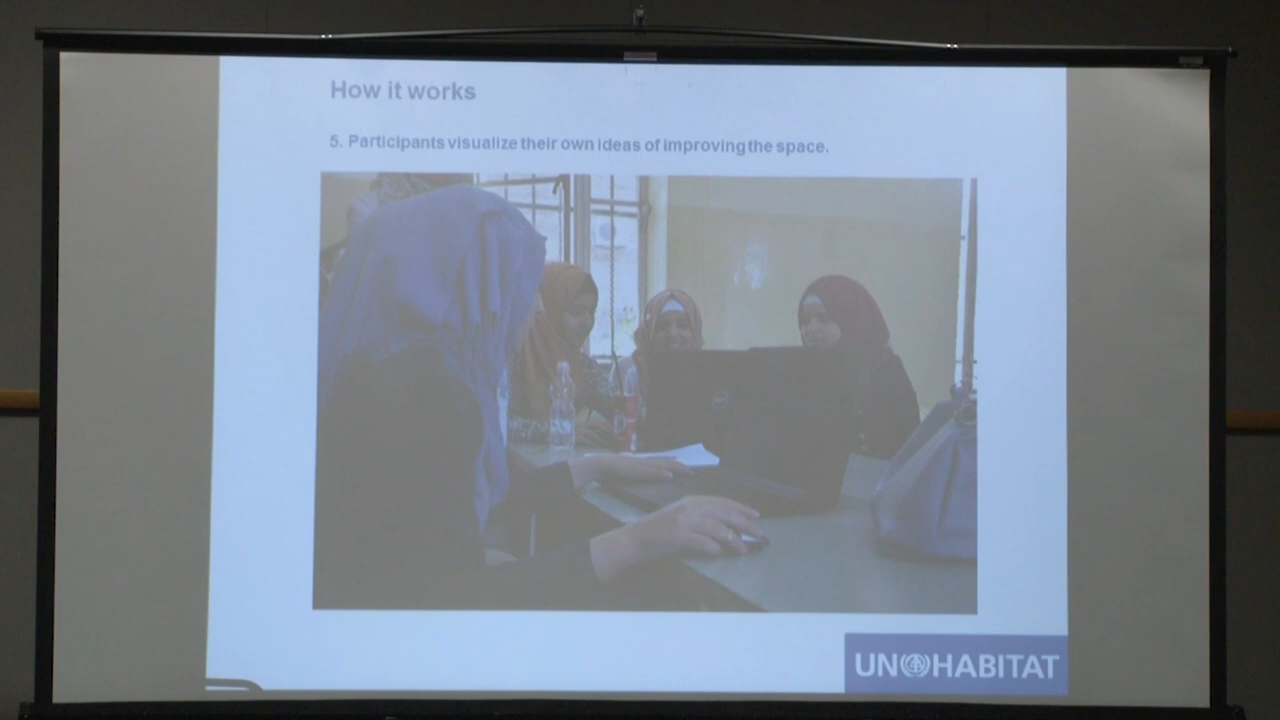 How it works
5. Participants visualize their own ideas of improving the space.
UN HABITAT